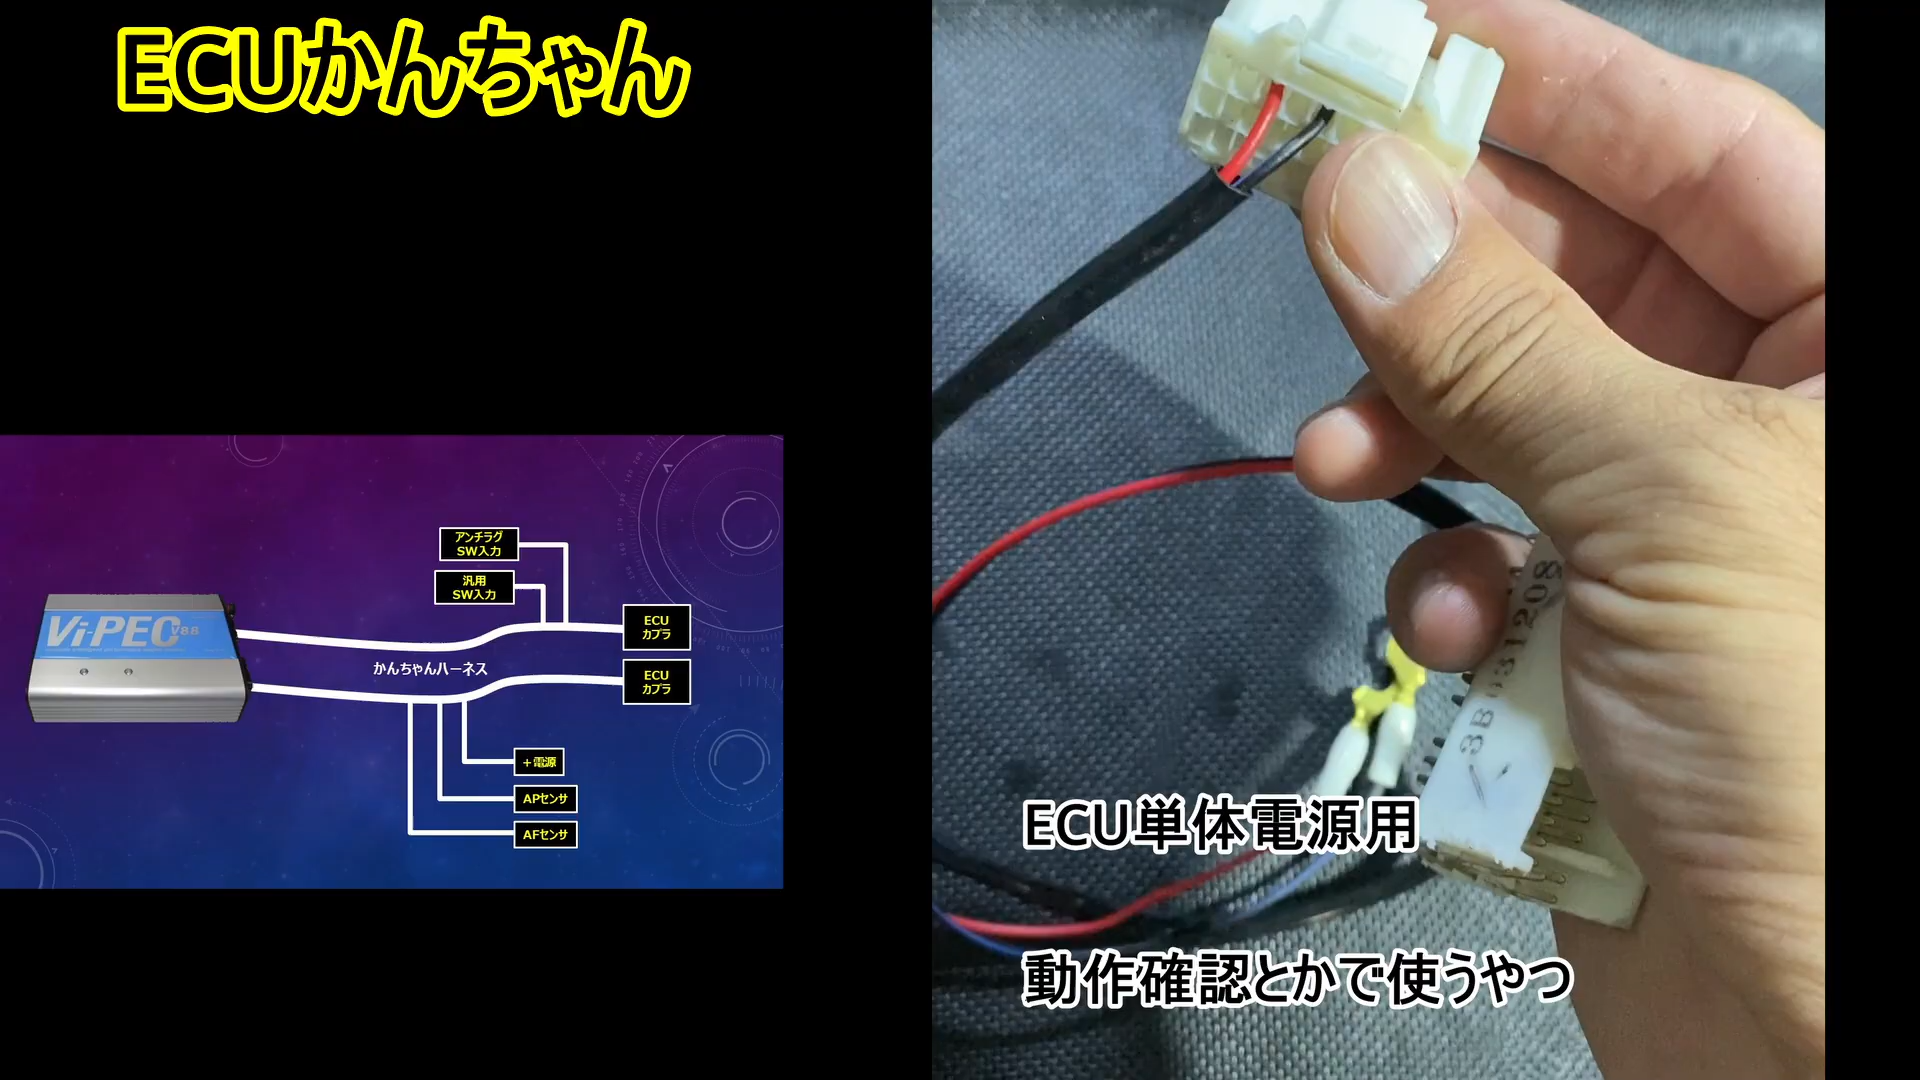 ECUかんちゃん
アンチラグ
SW入力
汎用
SW入力
Vi-PEC V88
ECU
カプラ
かんちゃんハーネス
ECU
カプラ
+電源
APセンサ
AFセンサ
ECU単体電源用
動作確認とかで使うやつ